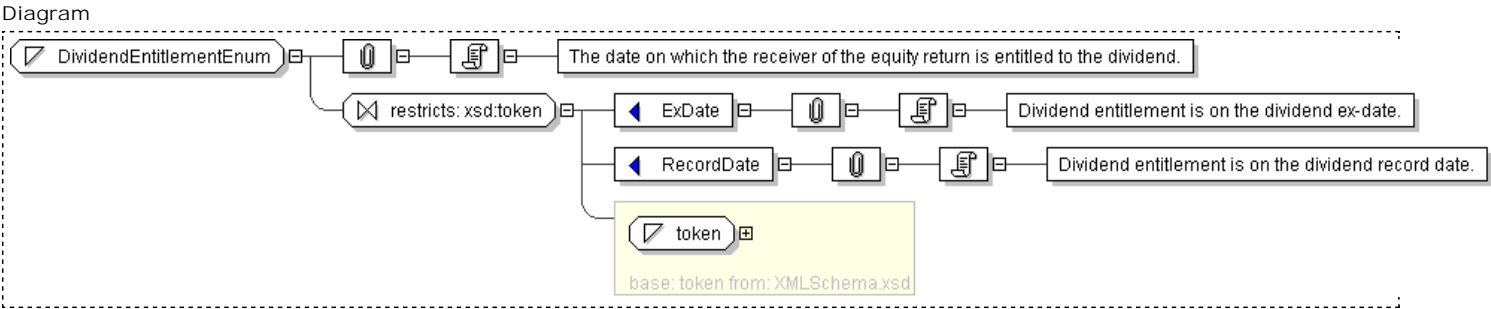 Diagram
DividendEntitlementEnum
The date on which the receiver of the equity return is entitled to the dividend.
restricts: xsd:token
ExDate
Dividend entitlement is on the dividend ex-date.
RecordDate
Dividend entitlement is on the dividend record date.
token
base: token from: XMLSchema.xsd